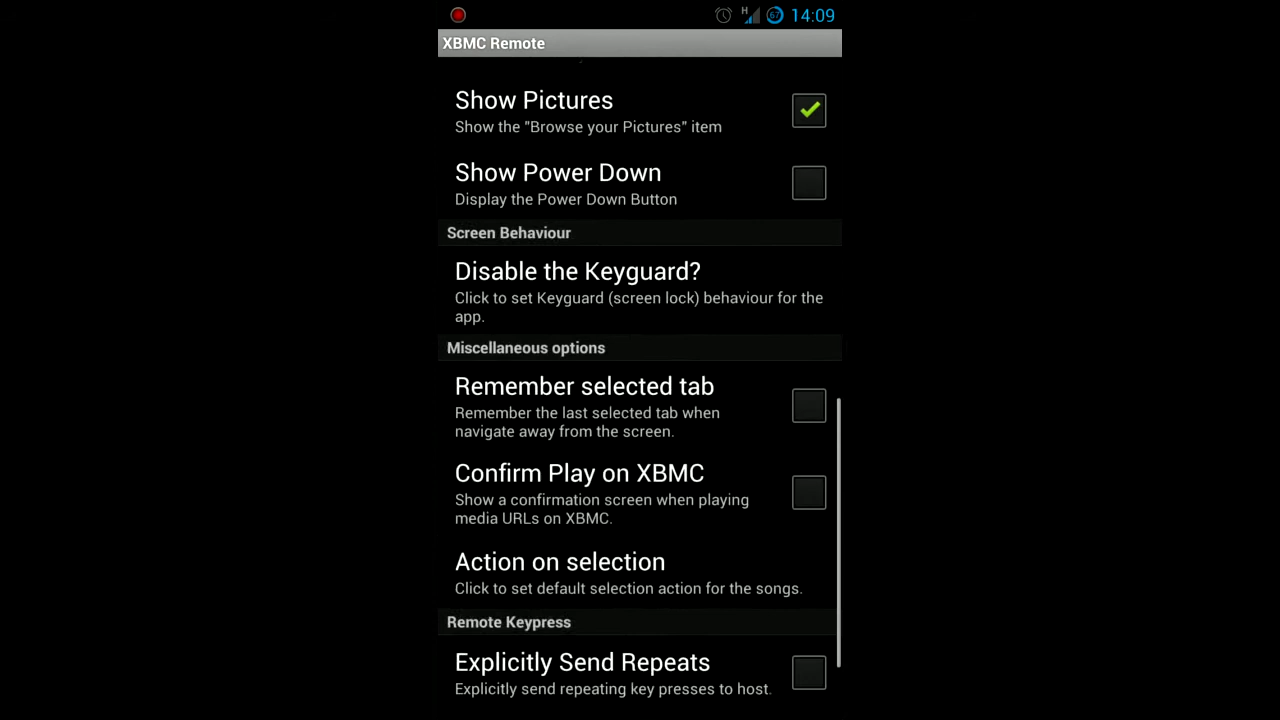 H
67
14:09
XBMC Remote
Show Pictures
Show the "Browse your Pictures" item
Show Power Down
Display the Power Down Button
Screen Behaviour
Disable the Keyguard?
Click to set Keyguard (screen lock) behaviour for the
app.
Miscellaneous options
Remember selected tab
Remember the last selected tab when
navigate away from the screen.
Confirm Play on XBMC
Show a confirmation screen when playing
media URLs on XBMC.
Action on selection
Click to set default selection action for the songs.
Remote Keypress
Explicitly Send Repeats
Explicitly send repeating key presses to host.